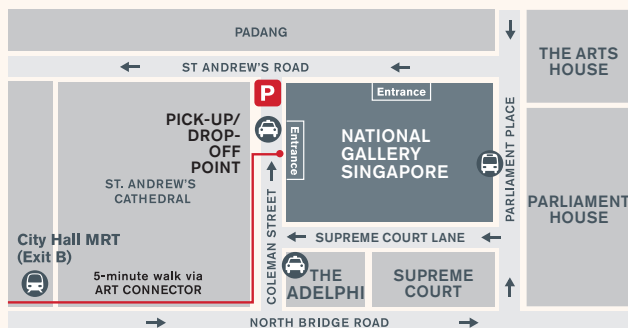 PADANG
ST ANDREW'S ROAD
THE ARTS
HOUSE
P
Entrance
PICK-UP/
DROP-
OFF
POINT
Entrance
NATIONAL
GALLERY
SINGAPORE
ST. ANDREW'S
CATHEDRAL
COLEMAN STREET
PARLIAMENT PLACE
PARLIAMENT
HOUSE
City Hall MRT
(Exit B)
SUPREME COURT LANE
5-minute walk via
ART CONNECTOR
THE
ADELPHI
SUPREME
COURT
NORTH BRIDGE ROAD